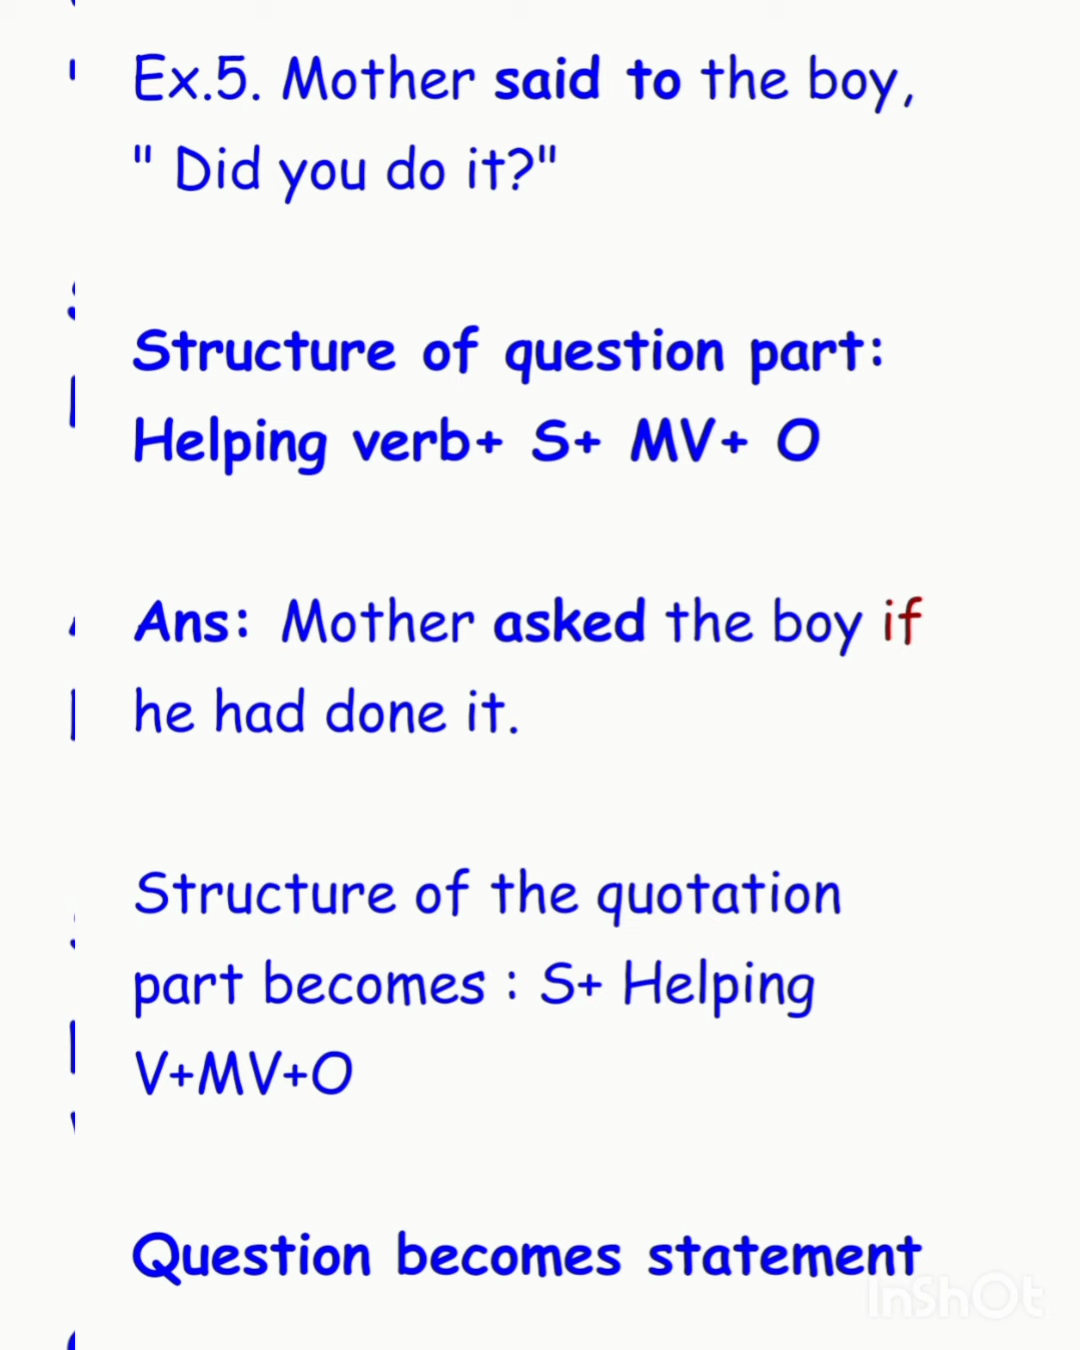 Ex.5. Mother said to the boy,
" Did you do it?"
Structure of question part:
Helping verb+ S+ MV+ O
Ans: Mother asked the boy if
he had done it.
Structure of the quotation
part becomes : S+ Helping
V+MV+O
Question becomes statement
InShOt